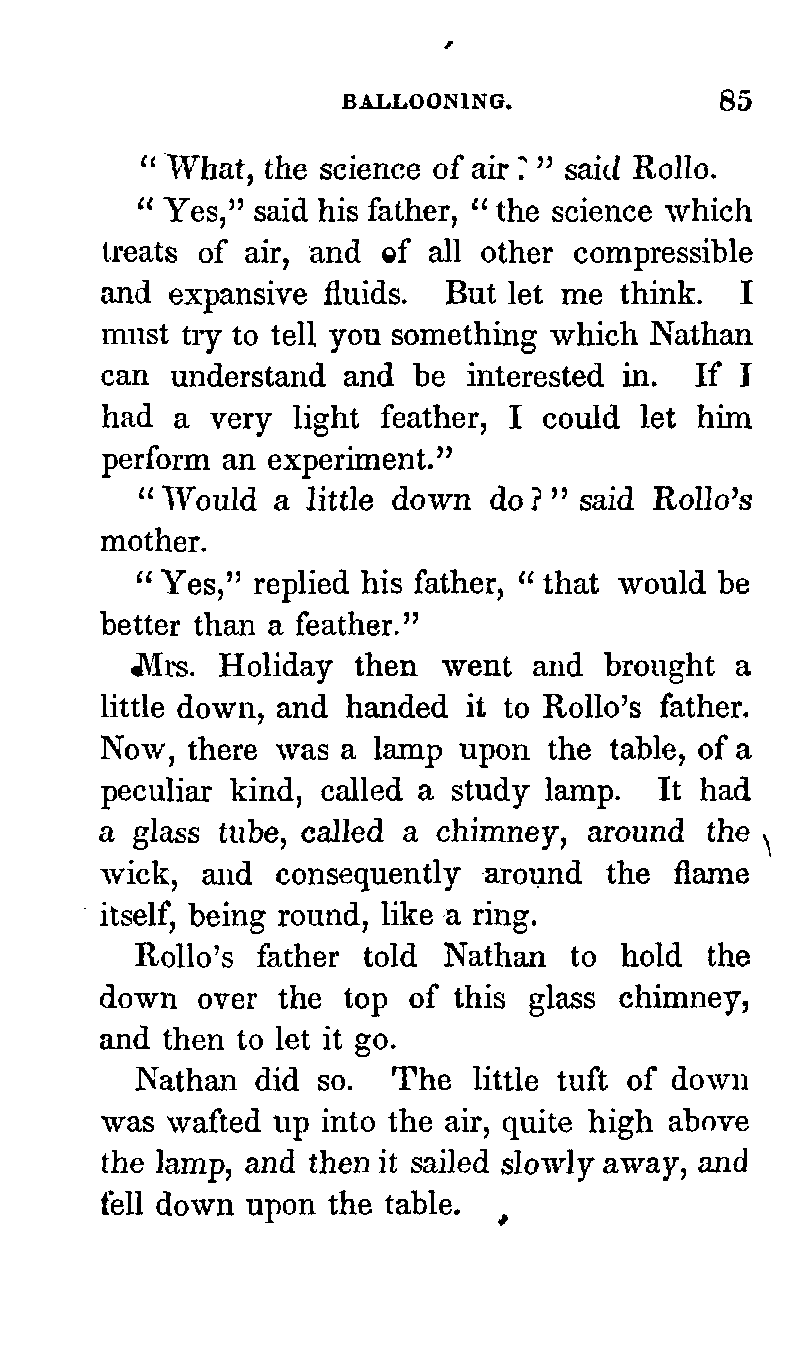 BALLOONING. 85
“ What, the science of air? ” said Rollo.
“ Yes,” said his father, “ the science which
treats of air, and of all other compressible
and expansive fluids. But let me think. I
must try to tell you something which Nathan
can understand and be interested in. If I
had a very light feather, I could let him
perform an experiment.”
“ Would a little down do? ” said Rollo’s
mother.
“ Yes,” replied his father, “ that would be
better than a feather.”
Mrs. Holiday then went and brought a
little down, and handed it to Rollo’s father.
Now, there was a lamp upon the table, of a
peculiar kind, called a study lamp. It had
a glass tube, called a chimney, around the
wick, and consequently around the flame
itself, being round, like a ring.
Rollo’s father told Nathan to hold the
down over the top of this glass chimney,
and then to let it go.
Nathan did so. The little tuft of down
was wafted up into the air, quite high above
the lamp, and then it sailed slowly away, and
fell down upon the table.